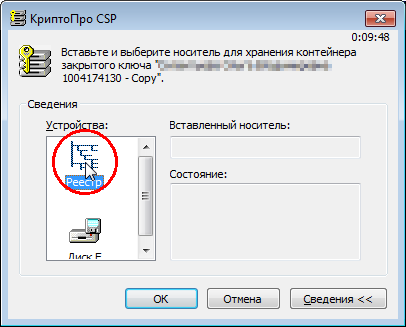 КриптоПро CSP
0:09:48
Вставьте и выберите носитель для хранения контейнера
закрытого ключа "
1004174130 - Copy".
Сведения
Устройства:
Вставленный носитель:
Реестр
Состояние:
Диск E
OK
Отмена
Сведения <<